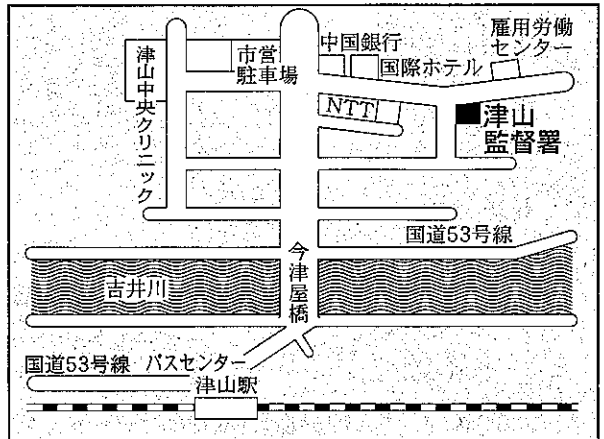 津山中央クリニック
市営
駐車場
中国銀行
国際ホテル
雇用労働
センター
NTT
津山
監督署
国道53号線
今津屋橋
吉井川
国道53号線
バスセンター
津山駅